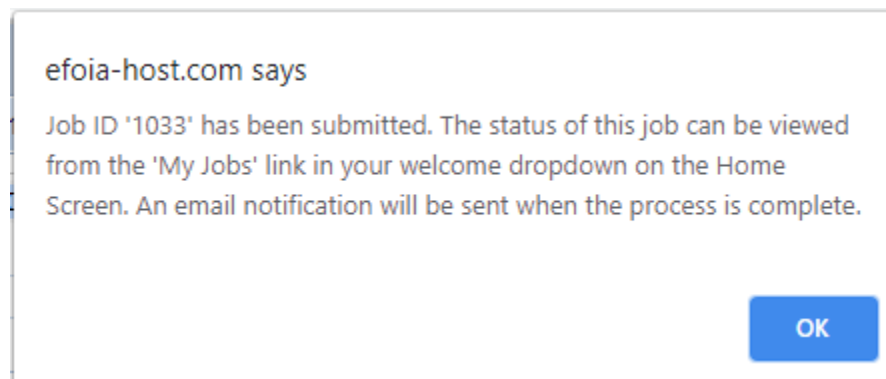 efoia-host.com says
Job ID '1033' has been submitted. The status of this job can be viewed
from the 'My Jobs' link in your welcome dropdown on the Home
Screen. An email notification will be sent when the process is complete.
OK